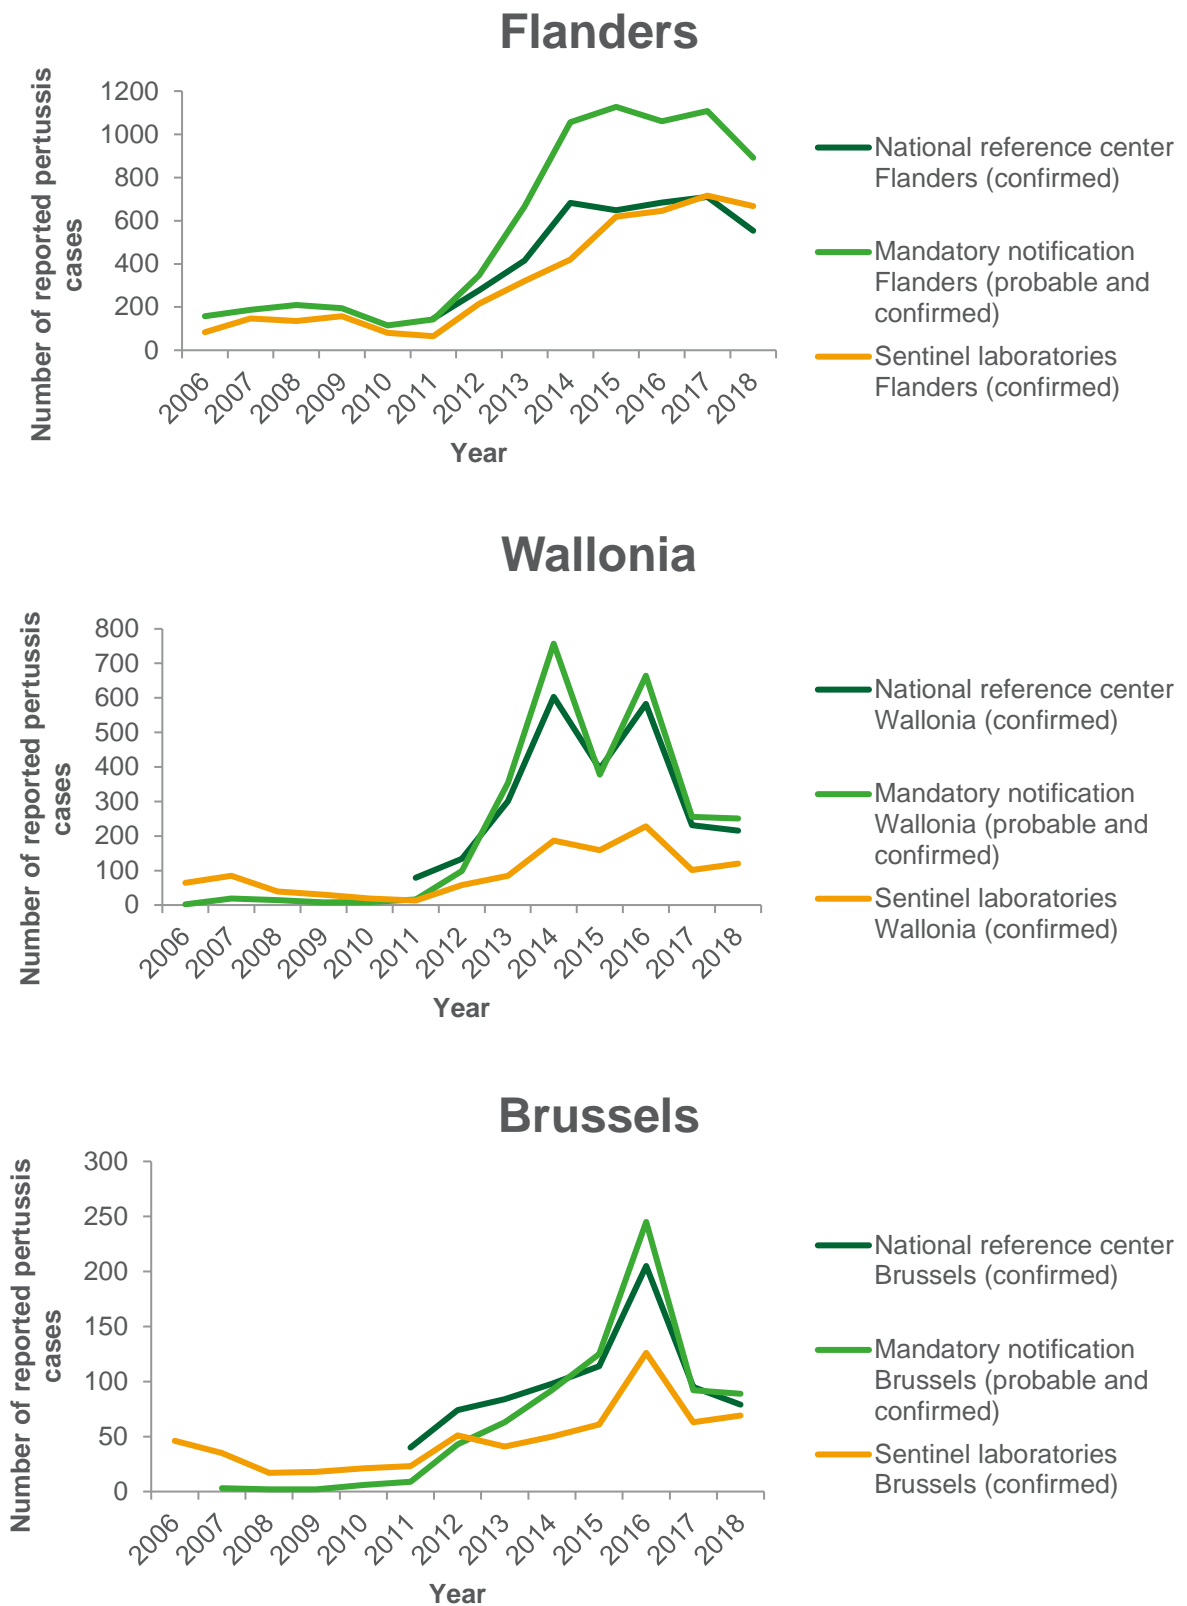 Flanders
Number of reported pertussis
cases
1200
1000
800
600
400
200
0
2006
2007
2008
2009
2010
2011
2012
2013
2014
2015
2016
2017
2018
Year
National reference center
Flanders (confirmed)
Mandatory notification
Flanders (probable and
confirmed)
Sentinel laboratories
Flanders (confirmed)
Wallonia
Number of reported pertussis
cases
800
700
600
500
400
300
200
100
0
2006
2007
2008
2009
2010
2011
2012
2013
2014
2015
2016
2017
2018
Year
National reference center
Wallonia (confirmed)
Mandatory notification
Wallonia (probable and
confirmed)
Sentinel laboratories
Wallonia (confirmed)
Brussels
Number of reported pertussis
cases
300
250
200
150
100
50
0
2006
2007
2008
2009
2010
2011
2012
2013
2014
2015
2016
2017
2018
Year
National reference center
Brussels (confirmed)
Mandatory notification
Brussels (probable and
confirmed)
Sentinel laboratories
Brussels (confirmed)